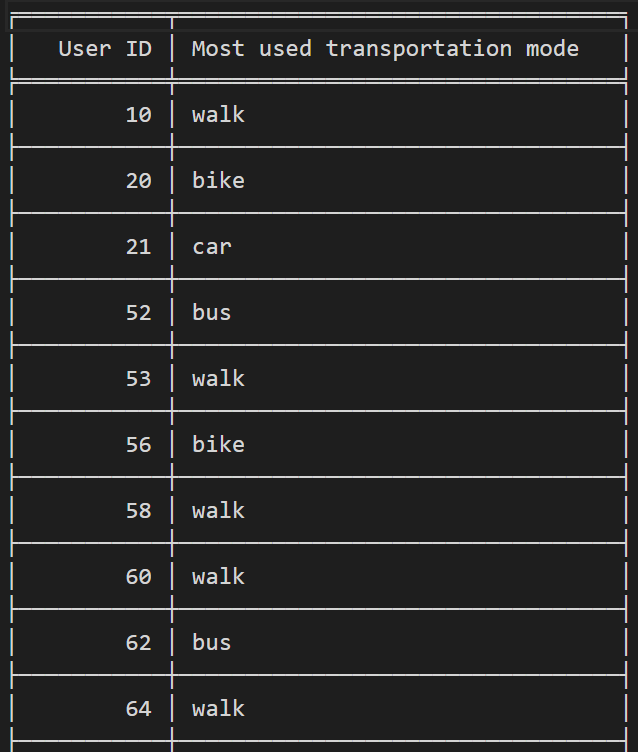 User ID Most used transportation mode
10 walk
20 bike
21 car
52 bus
53 walk
56 bike
58 walk
60 walk
62 bus
64 walk